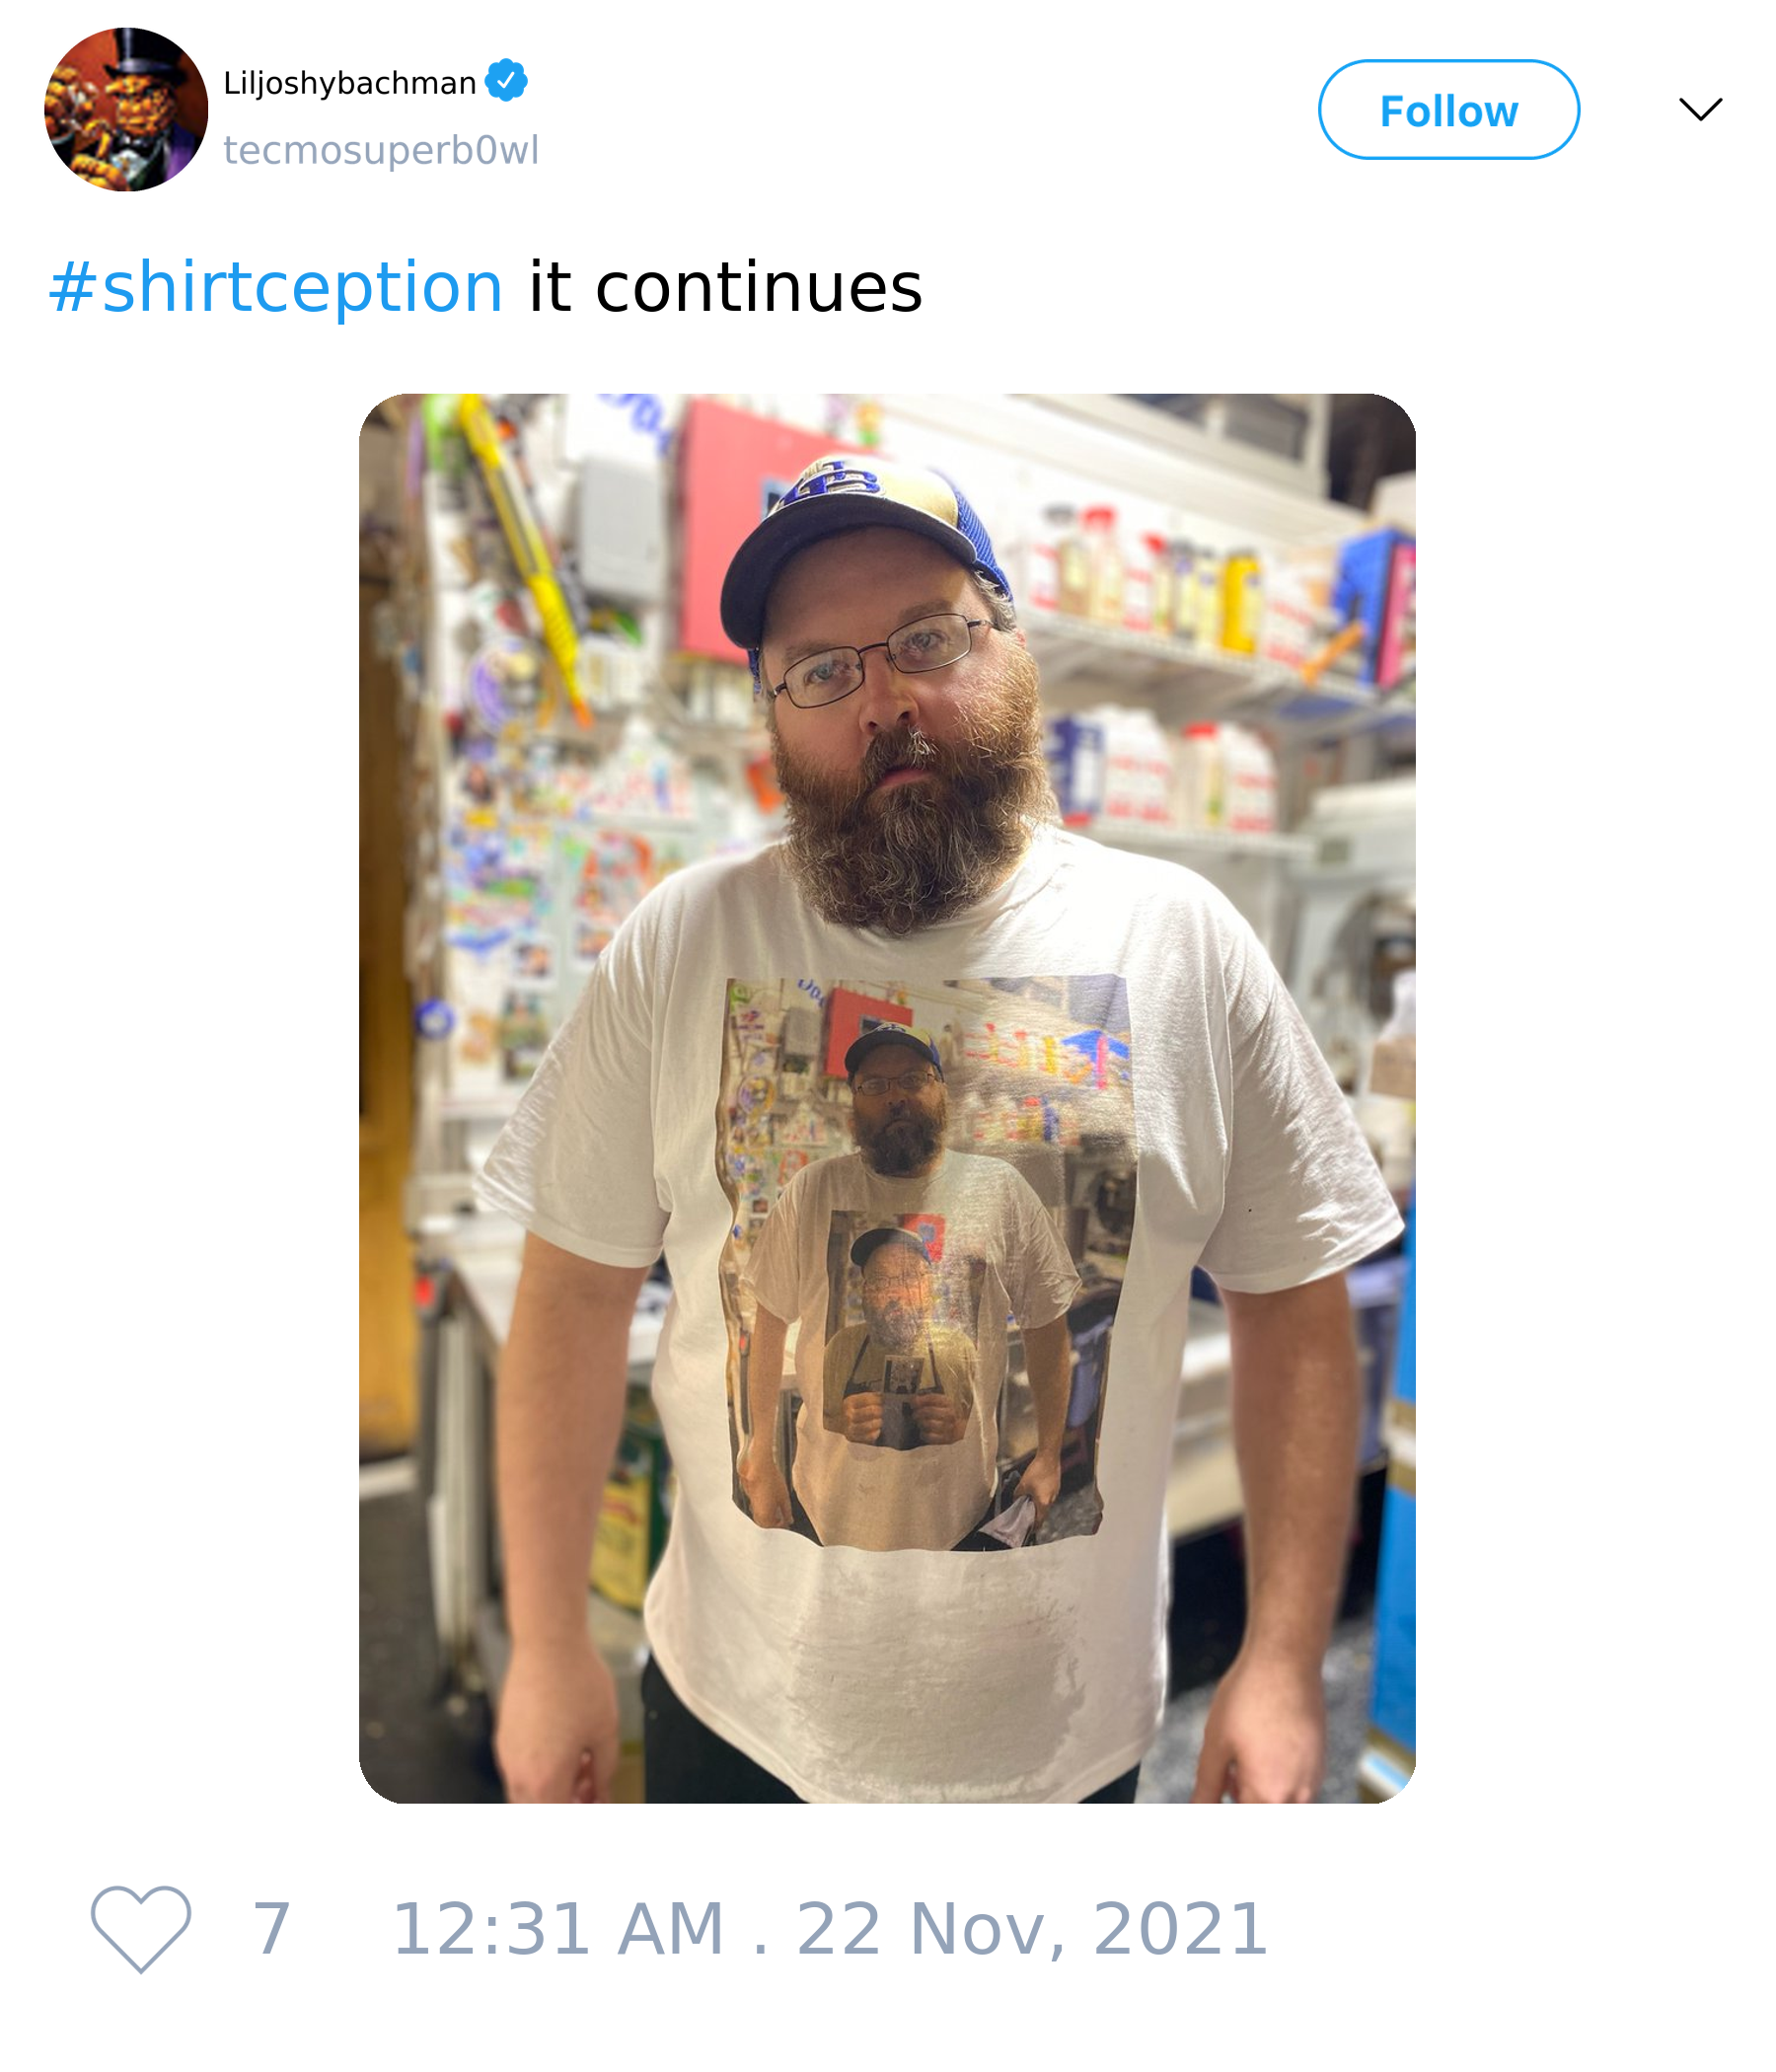 Liljoshybachman
tecmosuperb0wl
Follow
#shirtception it continues
7 12:31 AM . 22 Nov, 2021